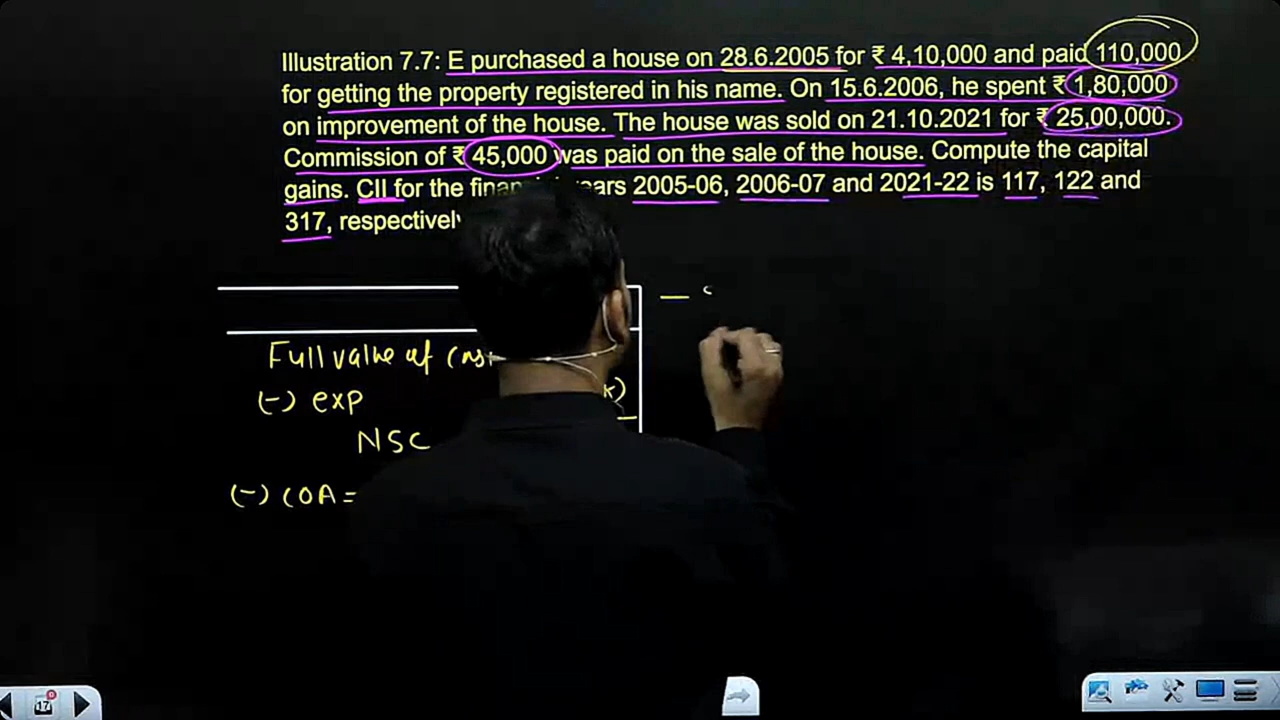 Illustration 7.7: E purchased a house on 28.6.2005 for ₹ 4,10,000 and paid 110,000
for getting the property registered in his name. On 15.6.2006, he spent ₹ 1,80,000
on improvement of the house. The house was sold on 21.10.2021 for ₹ 25,00,000.
Commission of ₹ 45,000 was paid on the sale of the house. Compute the capital
gains. CII for the years 2005-06, 2006-07 and 2021-22 is 117, 122 and
317,
Full value of
(-) exp
NSC
(-) COA =
17